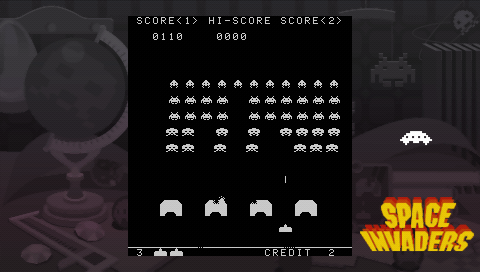 SCORE<1> HI-SCORE SCORE<2>
0110 0000
3 CREDIT 2
SPACE
INVADERS